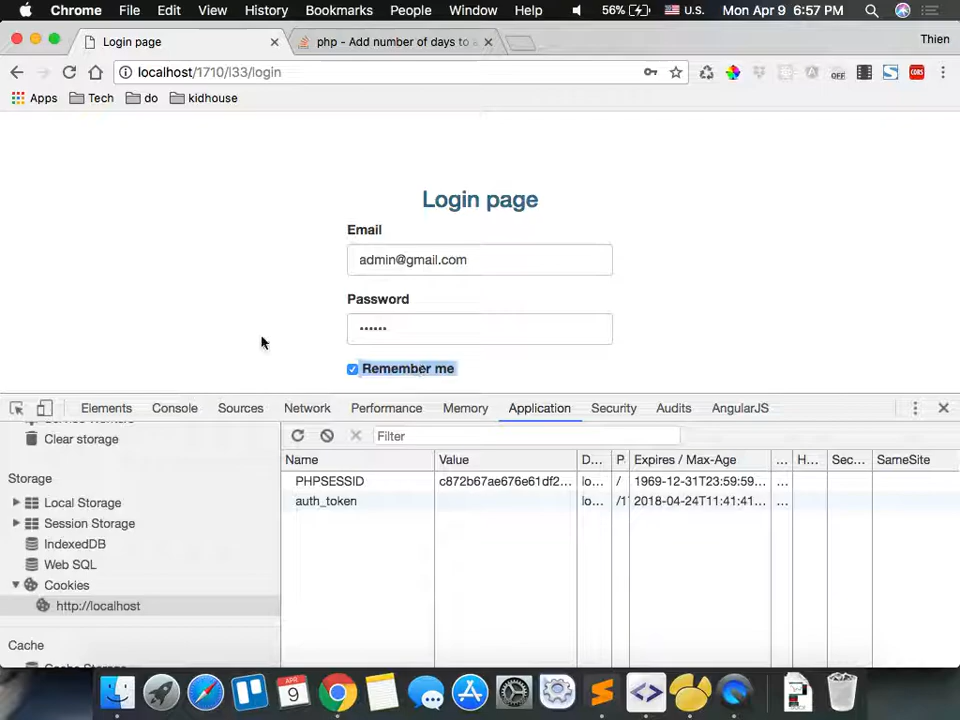 Chrome File Edit View History Bookmarks People Window Help 56% U.S. Mon Apr 9 6:57 PM
Login page php - Add number of days to a Thien
localhost/1710/l33/login OFF CORS
Apps Tech do kidhouse
Login page
Email
admin@gmail.com
Password
••••••
Remember me
Elements Console Sources Network Performance Memory Application Security Audits AngularJS
Clear storage Filter
Name Value D... P Expires / Max-Age ... H... Sec... SameSite
Storage
PHPSESSID c872b67ae676e61df2... lo... / 1969-12-31T23:59:59... ...
Local Storage auth_token lo... /1 2018-04-24T11:41:41... ...
Session Storage
IndexedDB
Web SQL
Cookies
http://localhost
Cache
APR
9